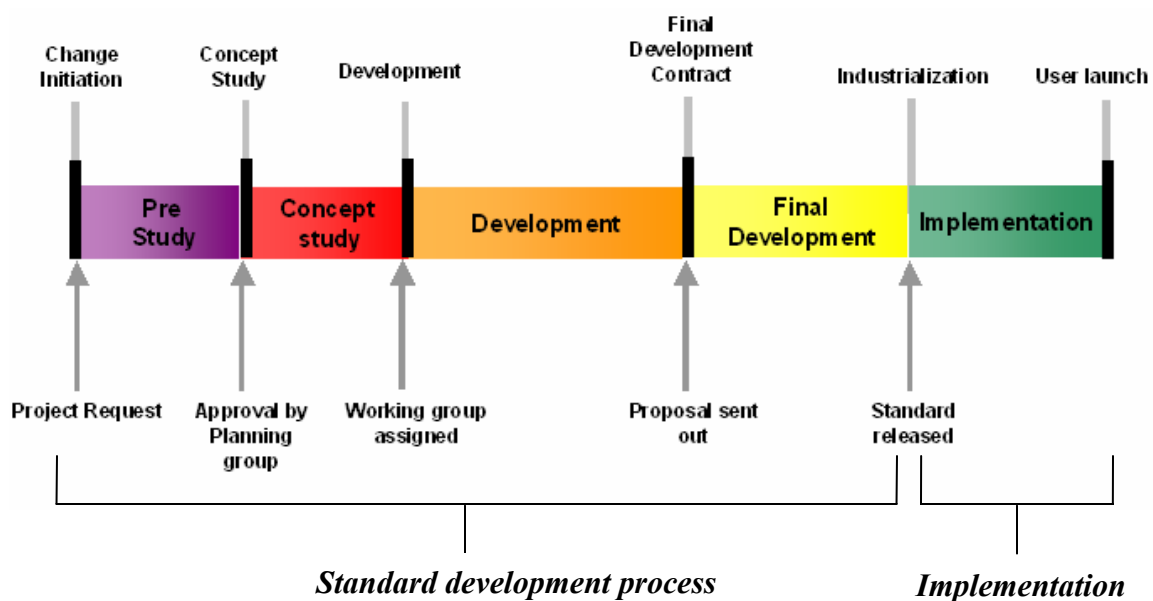 Change
Initiation
Concept
Study
Development
Final
Development
Contract
Industrialization
User launch
Pre
Study
Concept
study
Development
Final
Development
Implementation
Project Request
Approval by
Planning
group
Working group
assigned
Proposal sent
out
Standard
released
Standard development process
Implementation